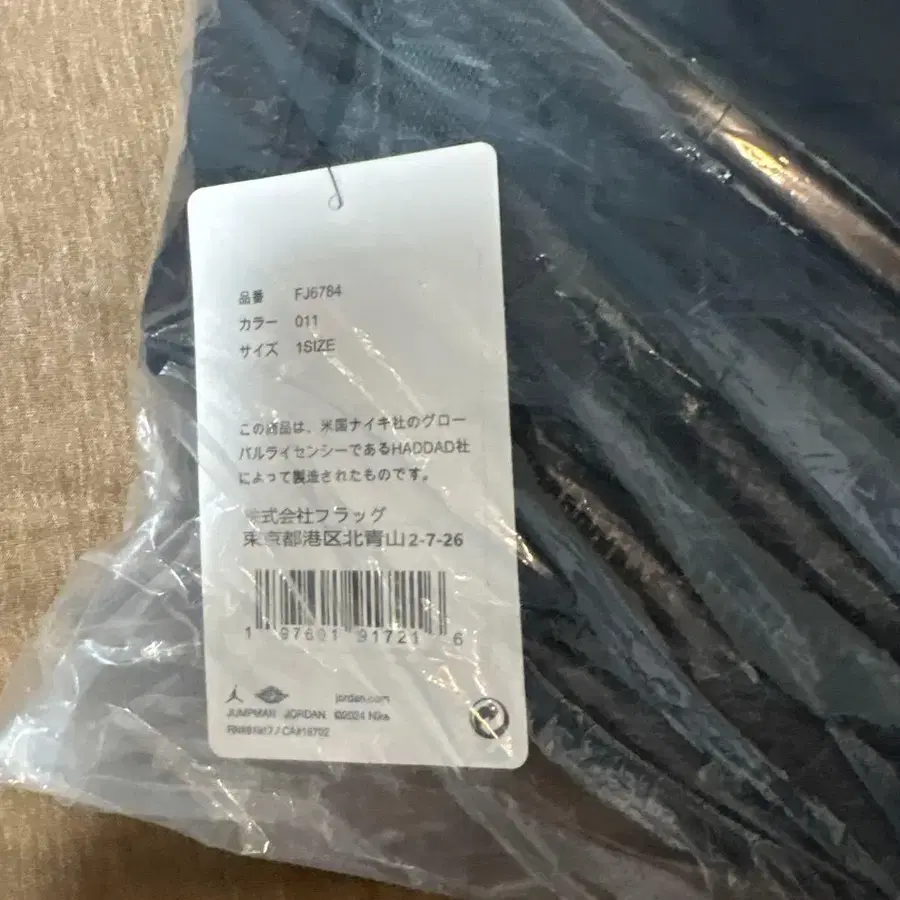 品番 FJ6784
カラー 011
サイズ 1SIZE
この商品は、米国ナイキ社のグロー
バルライセンシーであるHADDAD社
によって製造されたものです。
株式会社フラッグ
東京都港区北青山2-7-26
1 97601 91721 6
jordan.com
JUMPMAN JORDAN ©2024 Nike